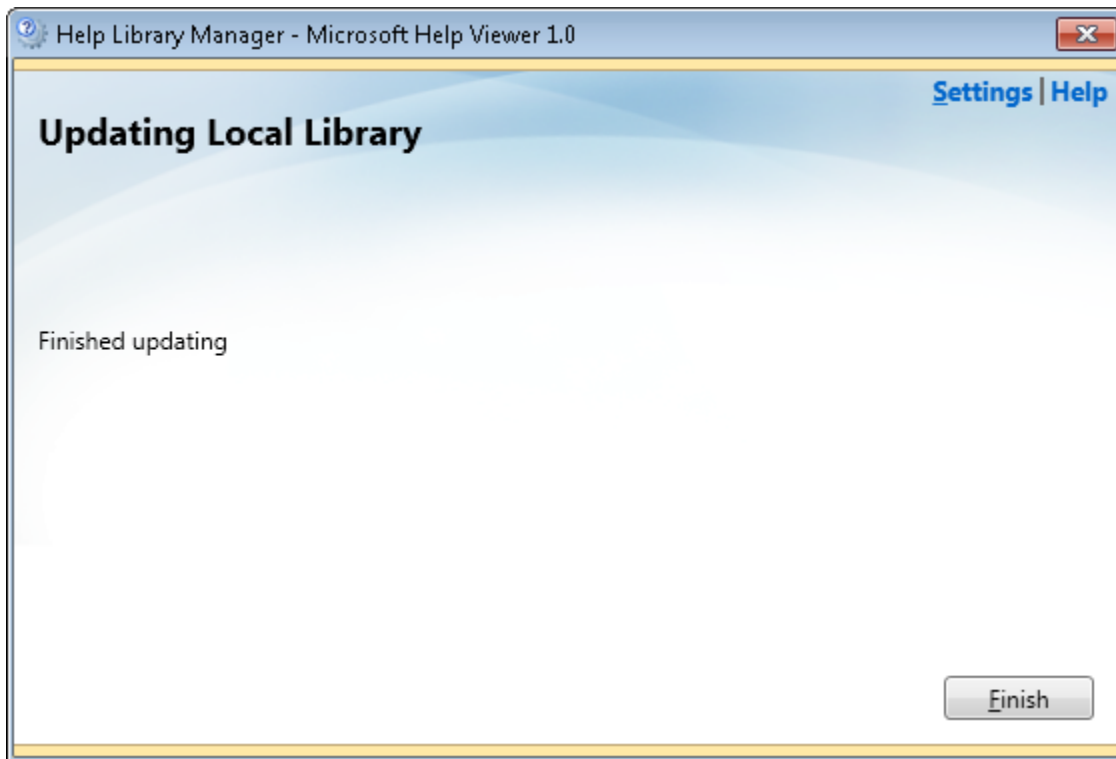 Help Library Manager - Microsoft Help Viewer 1.0
Settings | Help
Updating Local Library
Finished updating
Finish